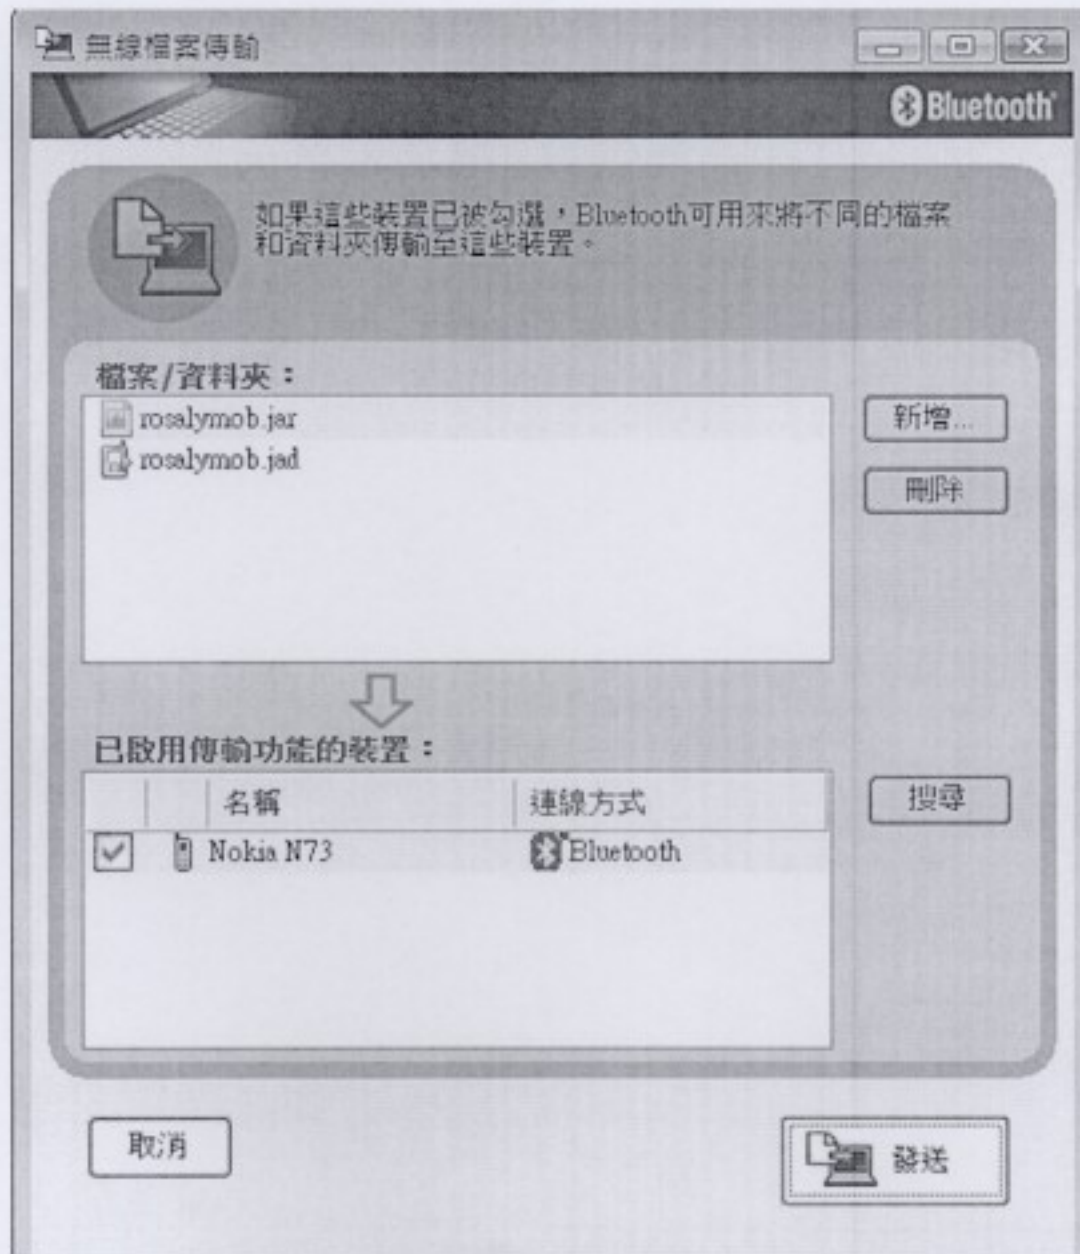 無線檔案傳輸
Bluetooth
如果這些裝置已被勾選，Bluetooth可用來將不同的檔案
和資料夾傳輸至這些裝置。
檔案/資料夾：
rosalymob.jar
新增...
rosalymob.jad
刪除
已啟用傳輸功能的裝置：
名稱 連線方式
搜尋
Nokia N73 Bluetooth
取消
發送